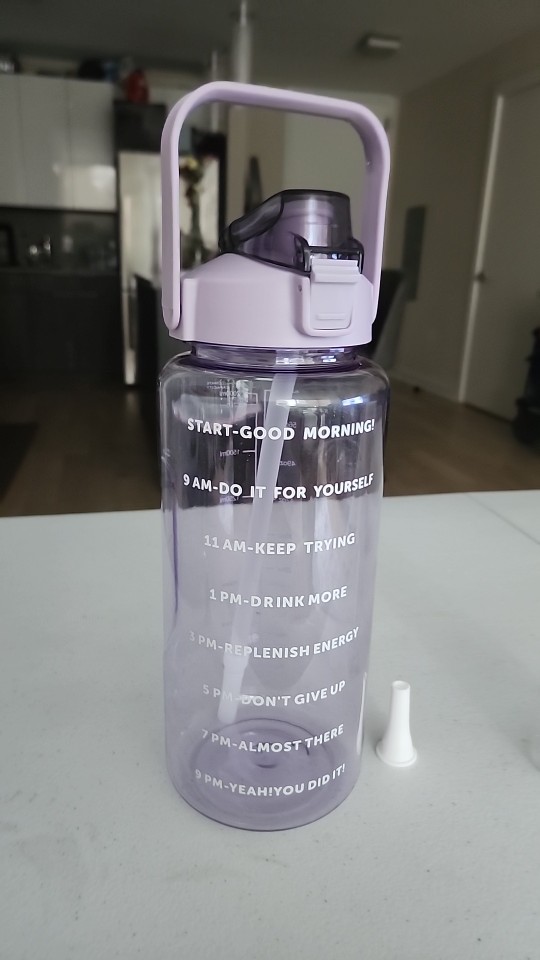 START-GOOD MORNING!
1500ml
9 AM-DO IT FOR YOURSELF
11 AM-KEEP TRYING
1 PM-DRINK MORE
3 PM-REPLENISH ENERGY
5 PM-DON'T GIVE UP
7 PM-ALMOST THERE
9 PM-YEAH!YOU DID IT!